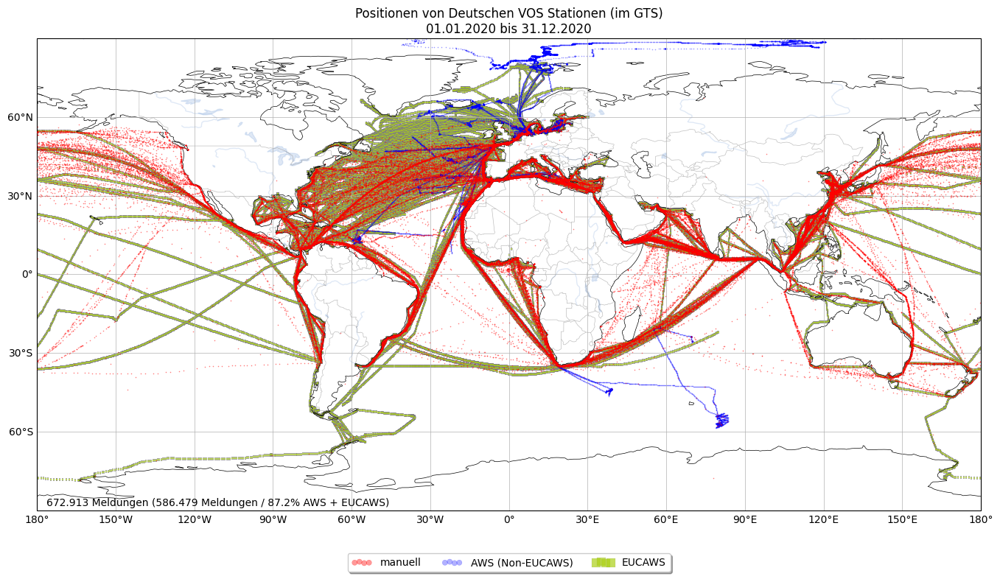 Positionen von Deutschen VOS Stationen (im GTS)
01.01.2020 bis 31.12.2020
60°N
30°N
0°
30°S
60°S
672.913 Meldungen (586.479 Meldungen / 87.2% AWS + EUCAWS)
180° 150°W 120°W 90°W 60°W 30°W 0° 30°E 60°E 90°E 120°E 150°E 180°
manuell AWS (Non-EUCAWS) EUCAWS